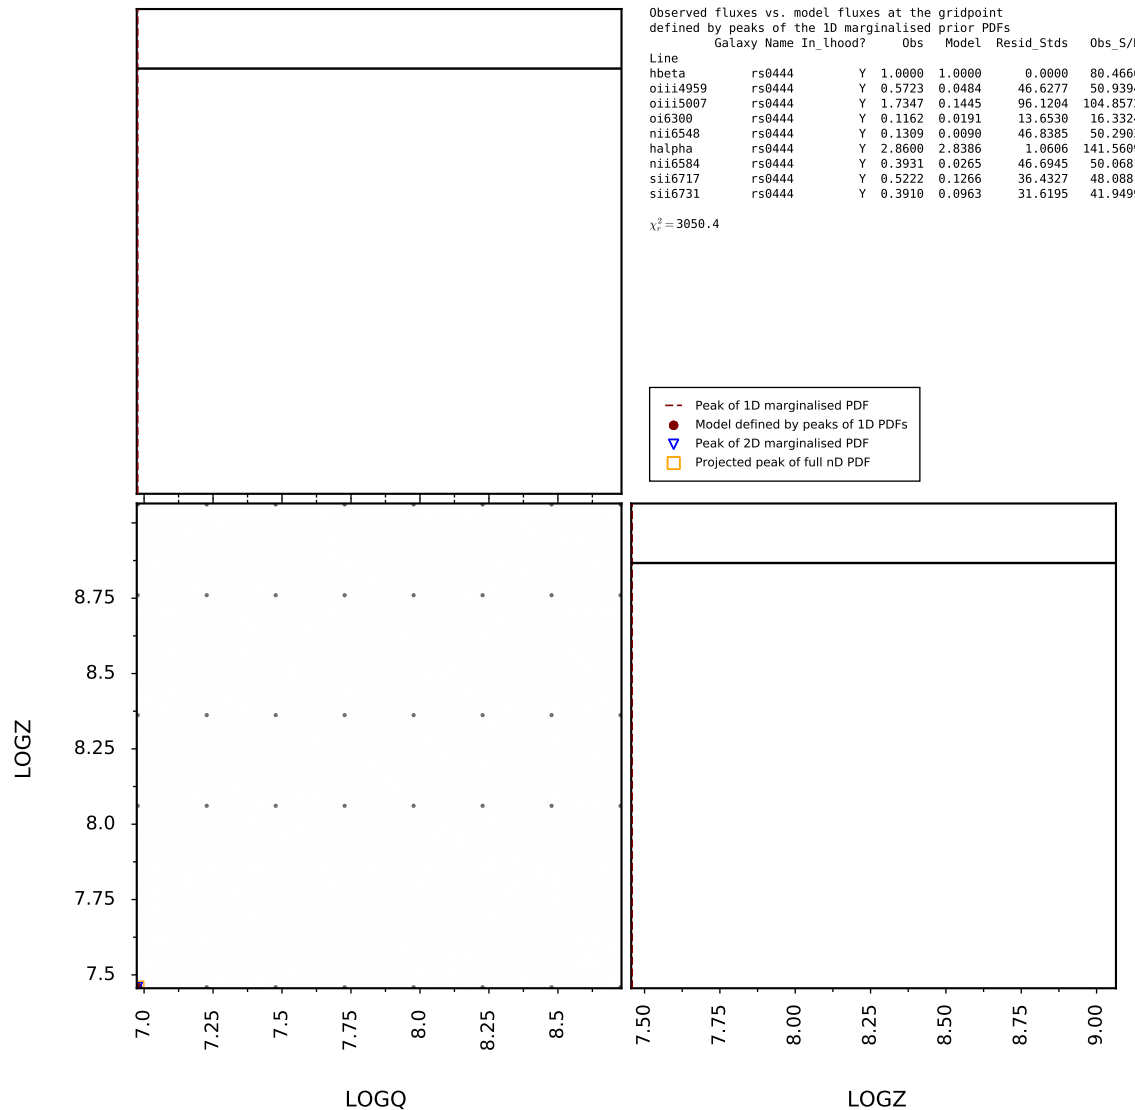 Observed fluxes vs. model fluxes at the gridpoint
defined by peaks of the 1D marginalised prior PDFs
Galaxy Name In_lhood? Obs Model Resid_Stds
Line
hbeta rs0444 Y 1.0000 1.0000 0.0000
oiii4959 rs0444 Y 0.5723 0.0484 46.6277
oiii5007 rs0444 Y 1.7347 0.1445 96.1204
oi6300 rs0444 Y 0.1162 0.0191 13.6530
nii6548 rs0444 Y 0.1309 0.0090 46.8385
halpha rs0444 Y 2.8600 2.8386 1.0606
nii6584 rs0444 Y 0.3931 0.0265 46.6945
sii6717 rs0444 Y 0.5222 0.1266 36.4327
sii6731 rs0444 Y 0.3910 0.0963 31.6195
χ²ᵣ = 3050.4
Peak of 1D marginalised PDF
Model defined by peaks of 1D PDFs
Peak of 2D marginalised PDF
Projected peak of full nD PDF
LOGZ
8.75
8.5
8.25
8.0
7.75
7.5
7.0 7.25 7.5 7.75 8.0 8.25 8.5
LOGQ
7.50 7.75 8.00 8.25 8.50 8.75 9.00
LOGZ